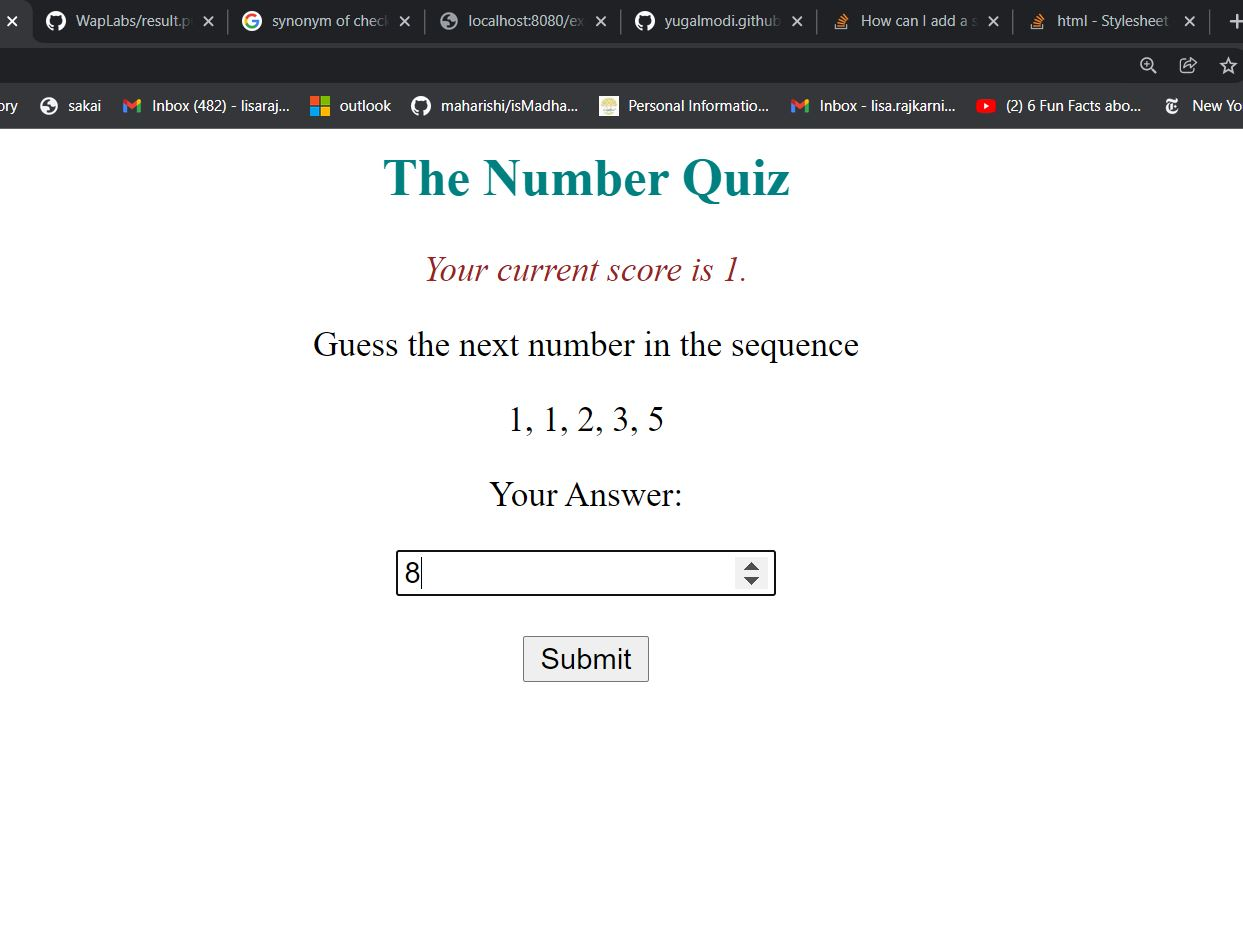 WapLabs/result.p
synonym of chec
localhost:8080/ex
yugalmodi.github
How can I add a s
html - Stylesheet
ory
sakai
Inbox (482) - lisaraj...
outlook
maharishi/isMadha...
Personal Informatio...
Inbox - lisa.rajkarni...
(2) 6 Fun Facts abo...
New Yo
The Number Quiz
Your current score is 1.
Guess the next number in the sequence
1, 1, 2, 3, 5
Your Answer:
8
Submit